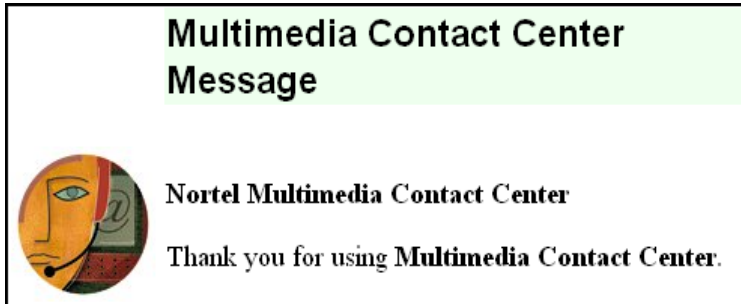 Multimedia Contact Center
Message
@
Nortel Multimedia Contact Center
Thank you for using Multimedia Contact Center.